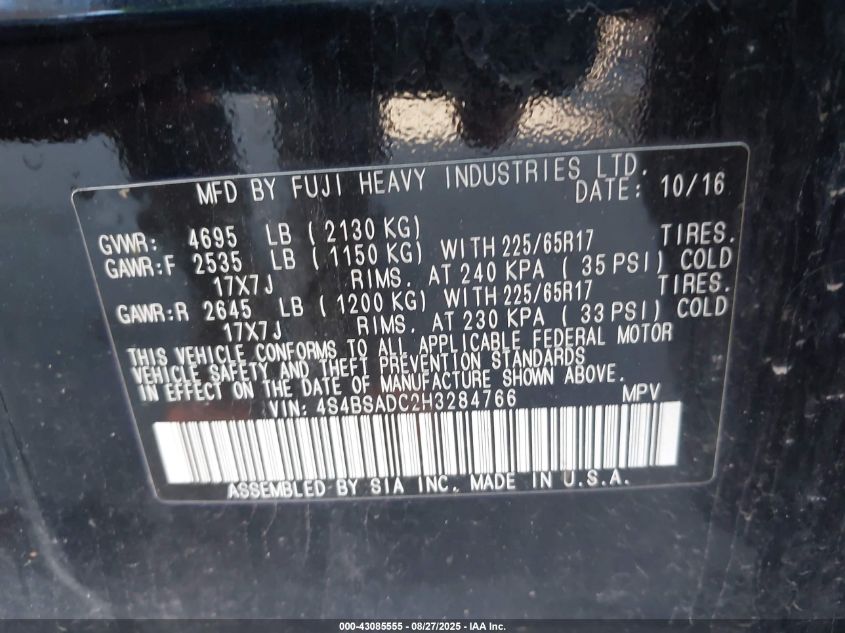 MFD BY FUJI HEAVY INDUSTRIES LTD.
DATE: 10/16
GVWR: 4695 LB ( 2130 KG)
GAWR:F 2535 LB ( 1150 KG) WITH 225/65R17 TIRES.
17X7J RIMS. AT 240 KPA ( 35 PSI) COLD
GAWR:R 2645 LB ( 1200 KG) WITH 225/65R17 TIRES.
17X7J RIMS. AT 230 KPA ( 33 PSI) COLD
THIS VEHICLE CONFORMS TO ALL APPLICABLE FEDERAL MOTOR
VEHICLE SAFETY AND THEFT PREVENTION STANDARDS
IN EFFECT ON THE DATE OF MANUFACTURE SHOWN ABOVE.
VIN: 4S4BSADC2H3284766 MPV
ASSEMBLED BY SIA INC. MADE IN U.S.A.
000-43085555 - 08/27/2025 - IAA Inc.